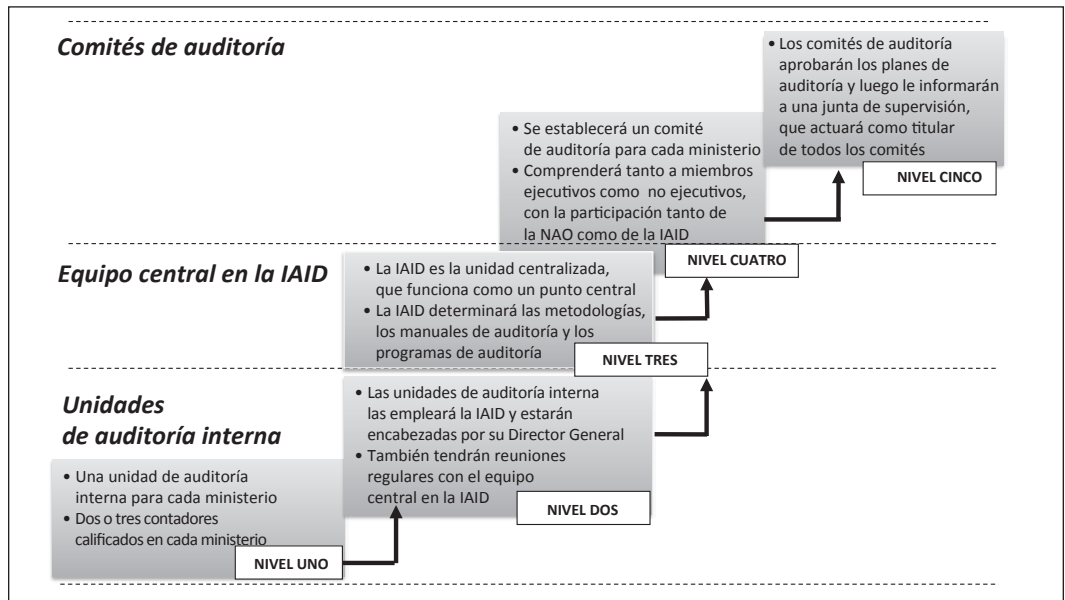 Comités de auditoría
• Los comités de auditoría
aprobarán los planes de
auditoría y luego le informarán
a una junta de supervisión,
que actuará como titular
de todos los comités
NIVEL CINCO
• Se establecerá un comité
de auditoría para cada ministerio
• Comprenderá tanto a miembros
ejecutivos como no ejecutivos,
con la participación tanto de
la NAO como de la IAID
NIVEL CUATRO
Equipo central en la IAID
• La IAID es la unidad centralizada,
que funciona como un punto central
• La IAID determinará las metodologías,
los manuales de auditoría y los
programas de auditoría
NIVEL TRES
Unidades
de auditoría interna
• Las unidades de auditoría interna
las empleará la IAID y estarán
encabezadas por su Director General
• También tendrán reuniones
regulares con el equipo
central en la IAID
NIVEL DOS
• Una unidad de auditoría
interna para cada ministerio
• Dos o tres contadores
calificados en cada ministerio
NIVEL UNO